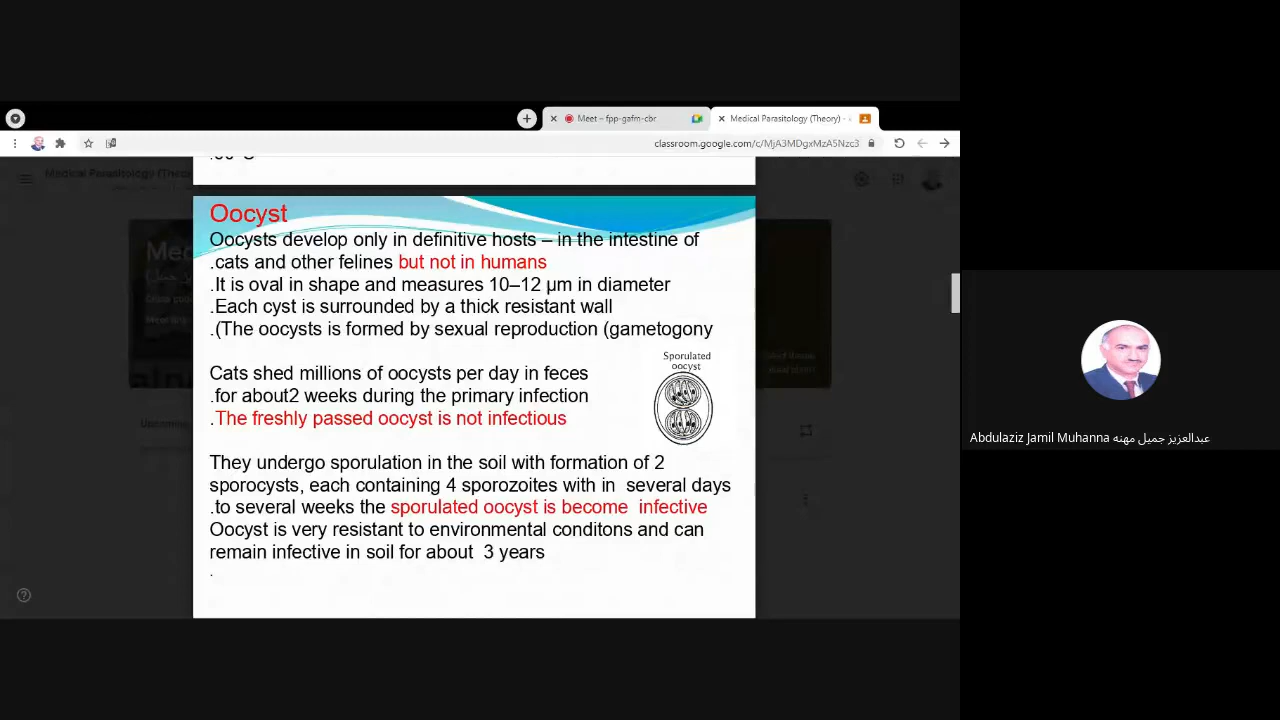 Meet – fpp-gafm-cbr
Medical Parasitology (Theory) -
classroom.google.com/c/MjA3MDgxMzA5Nzc3
Medical Parasitology (Theo
Oocyst
Oocysts develop only in definitive hosts – in the intestine of
.cats and other felines but not in humans
.It is oval in shape and measures 10–12 μm in diameter
.Each cyst is surrounded by a thick resistant wall
.(The oocysts is formed by sexual reproduction (gametogony
Sporulated
oocyst
Cats shed millions of oocysts per day in feces
.for about2 weeks during the primary infection
.The freshly passed oocyst is not infectious
They undergo sporulation in the soil with formation of 2
sporocysts, each containing 4 sporozoites with in several days
.to several weeks the sporulated oocyst is become infective
Oocyst is very resistant to environmental conditons and can
remain infective in soil for about 3 years
.
Abdulaziz Jamil Muhanna عبدالعزيز جميل مهنه